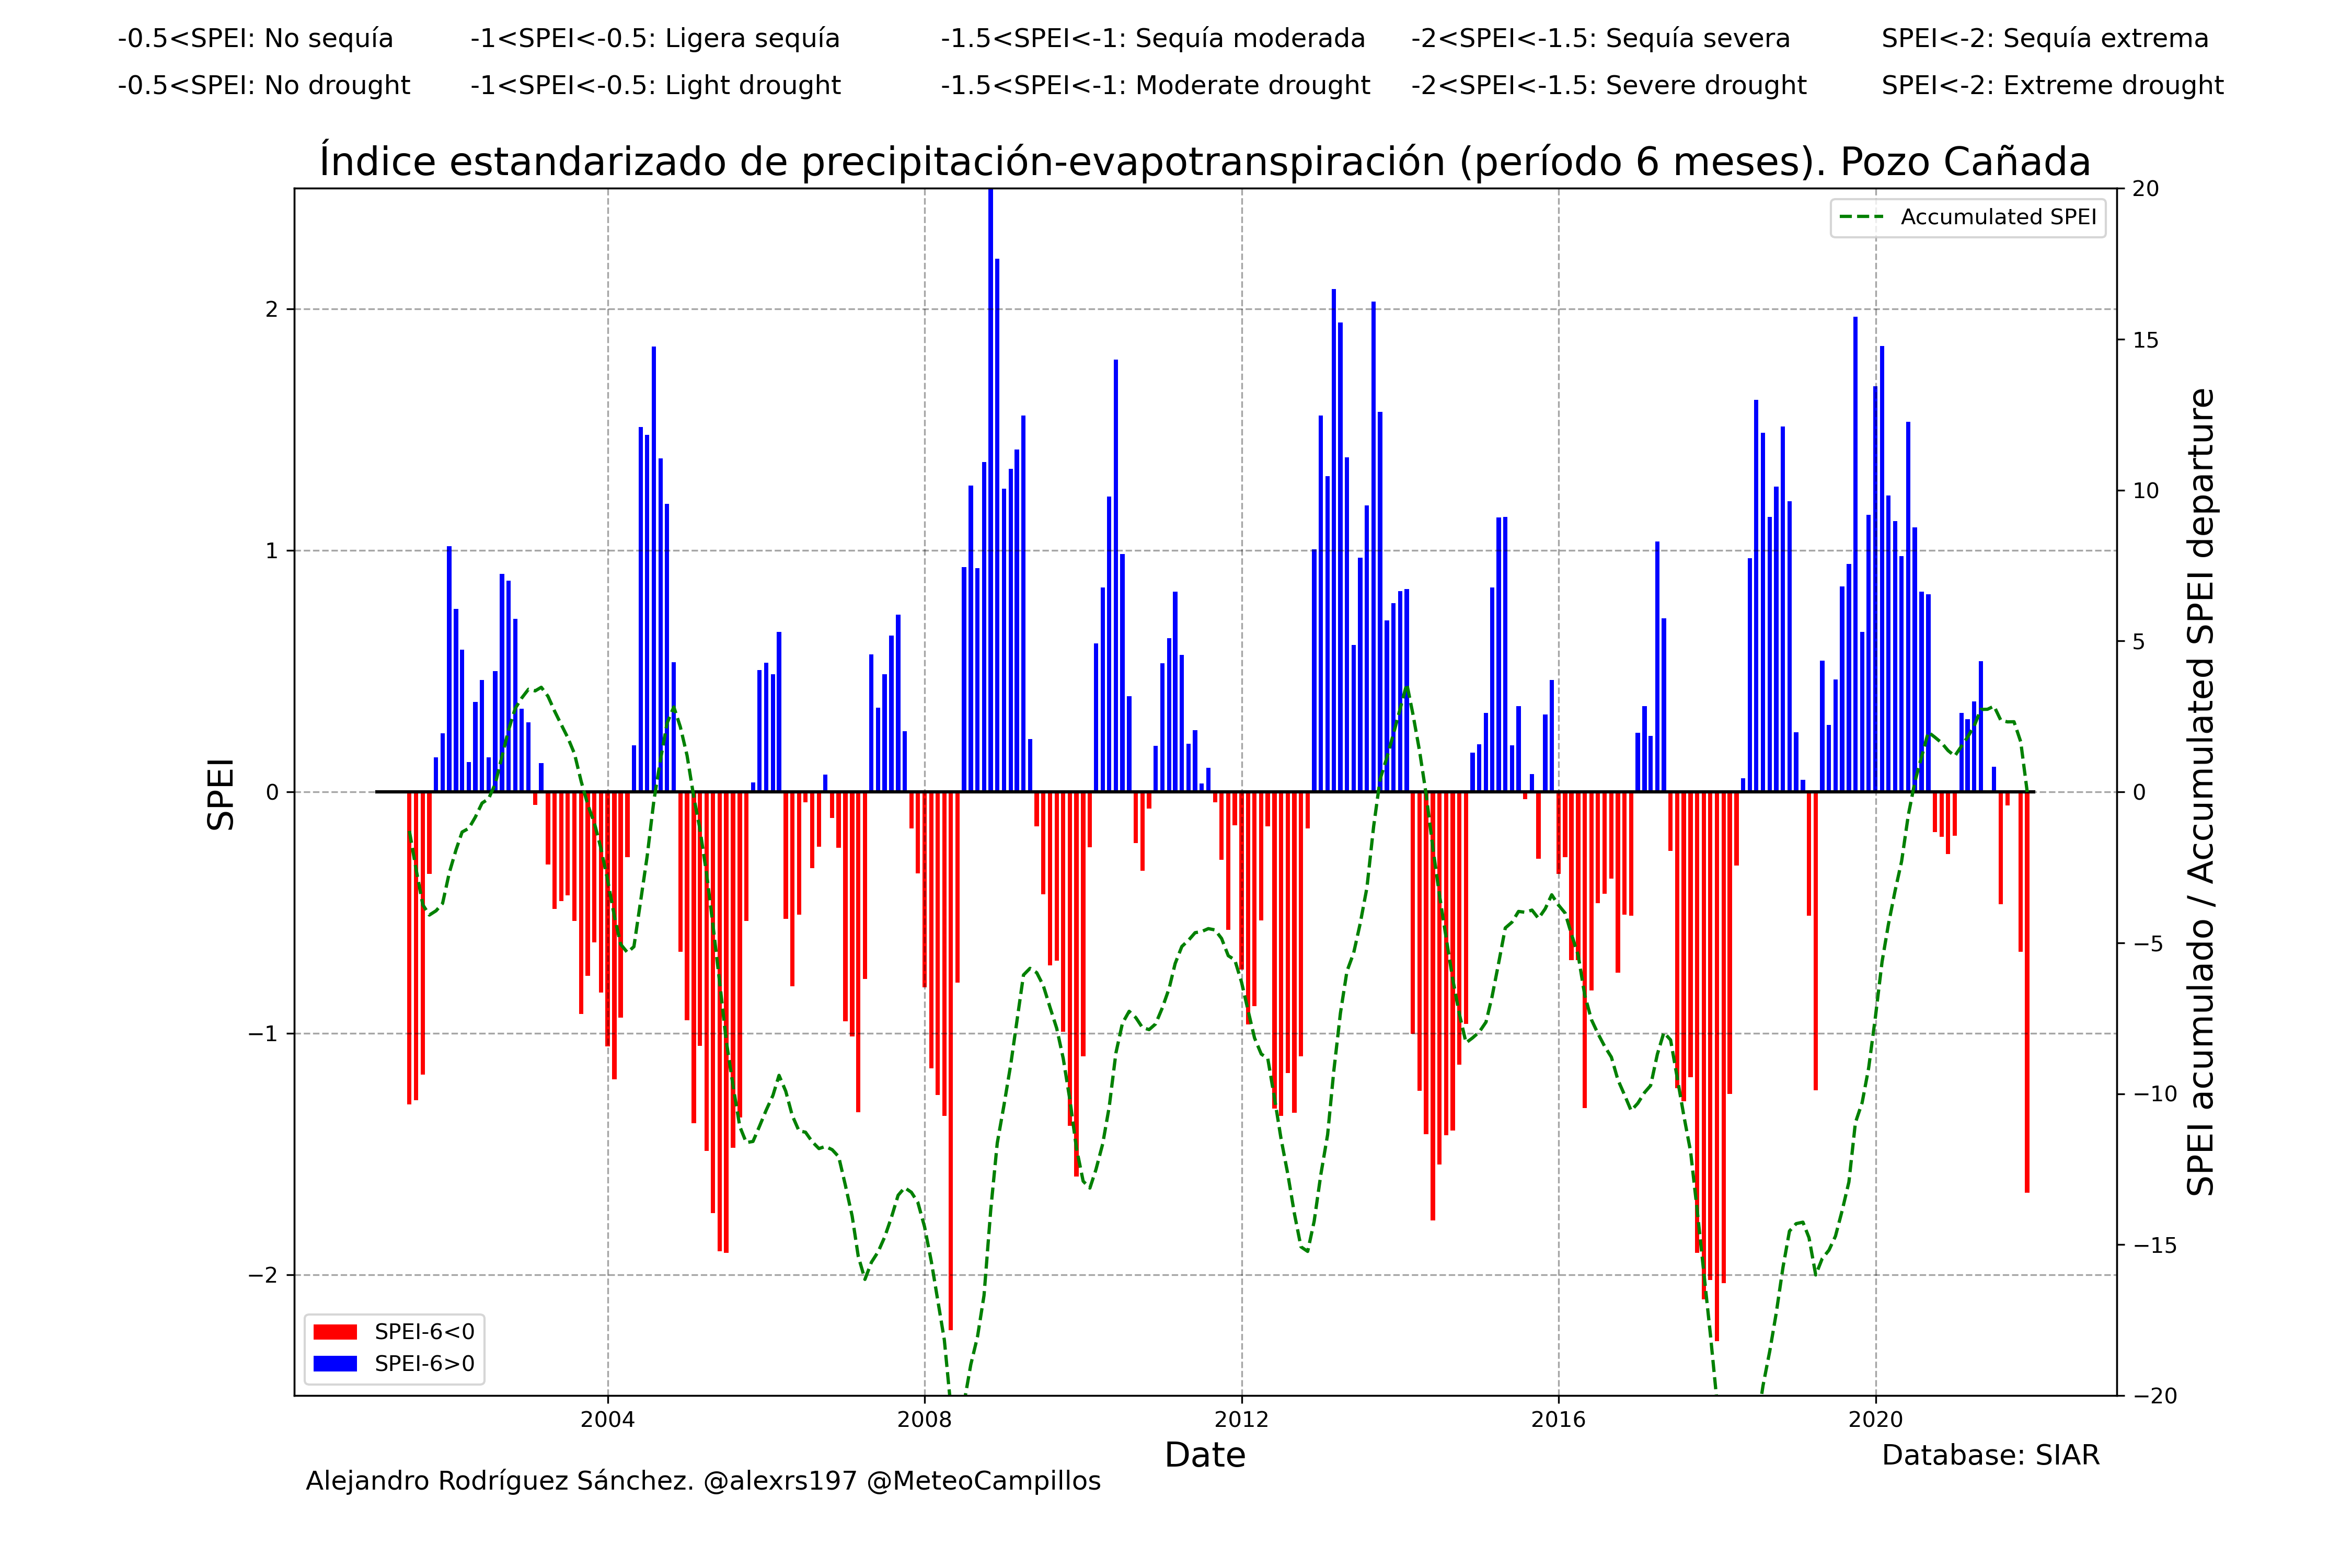 -0.5<SPEI: No sequía -1<SPEI<-0.5: Ligera sequía -1.5<SPEI<-1: Sequía moderada -2<SPEI<-1.5: Sequía severa SPEI<-2: Sequía extrema
-0.5<SPEI: No drought -1<SPEI<-0.5: Light drought -1.5<SPEI<-1: Moderate drought -2<SPEI<-1.5: Severe drought SPEI<-2: Extreme drought
Índice estandarizado de precipitación-evapotranspiración (período 6 meses). Pozo Cañada
Accumulated SPEI
SPEI
2
1
0
−1
−2
20
15
10
5
0
−5
−10
−15
−20
SPEI acumulado / Accumulated SPEI departure
SPEI-6<0
SPEI-6>0
2004 2008 2012 2016 2020
Date
Database: SIAR
Alejandro Rodríguez Sánchez. @alexrs197 @MeteoCampillos